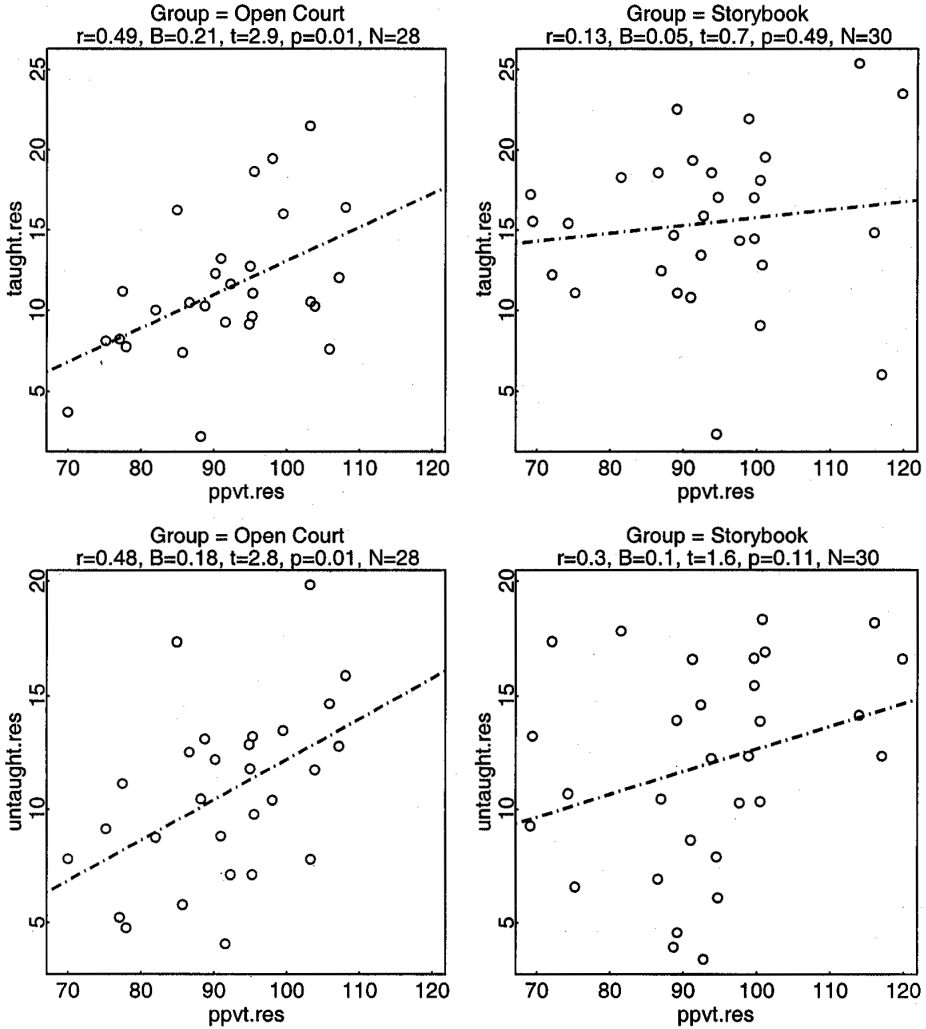 Group = Open Court
r=0.49, B=0.21, t=2.9, p=0.01, N=28
taught.res
25
20
15
10
5
70 80 90 100 110 120
ppvt.res
Group = Storybook
r=0.13, B=0.05, t=0.7, p=0.49, N=30
taught.res
25
20
15
10
5
70 80 90 100 110 120
ppvt.res
Group = Open Court
r=0.48, B=0.18, t=2.8, p=0.01, N=28
untaught.res
20
15
10
5
70 80 90 100 110 120
ppvt.res
Group = Storybook
r=0.3, B=0.1, t=1.6, p=0.11, N=30
untaught.res
20
15
10
5
70 80 90 100 110 120
ppvt.res